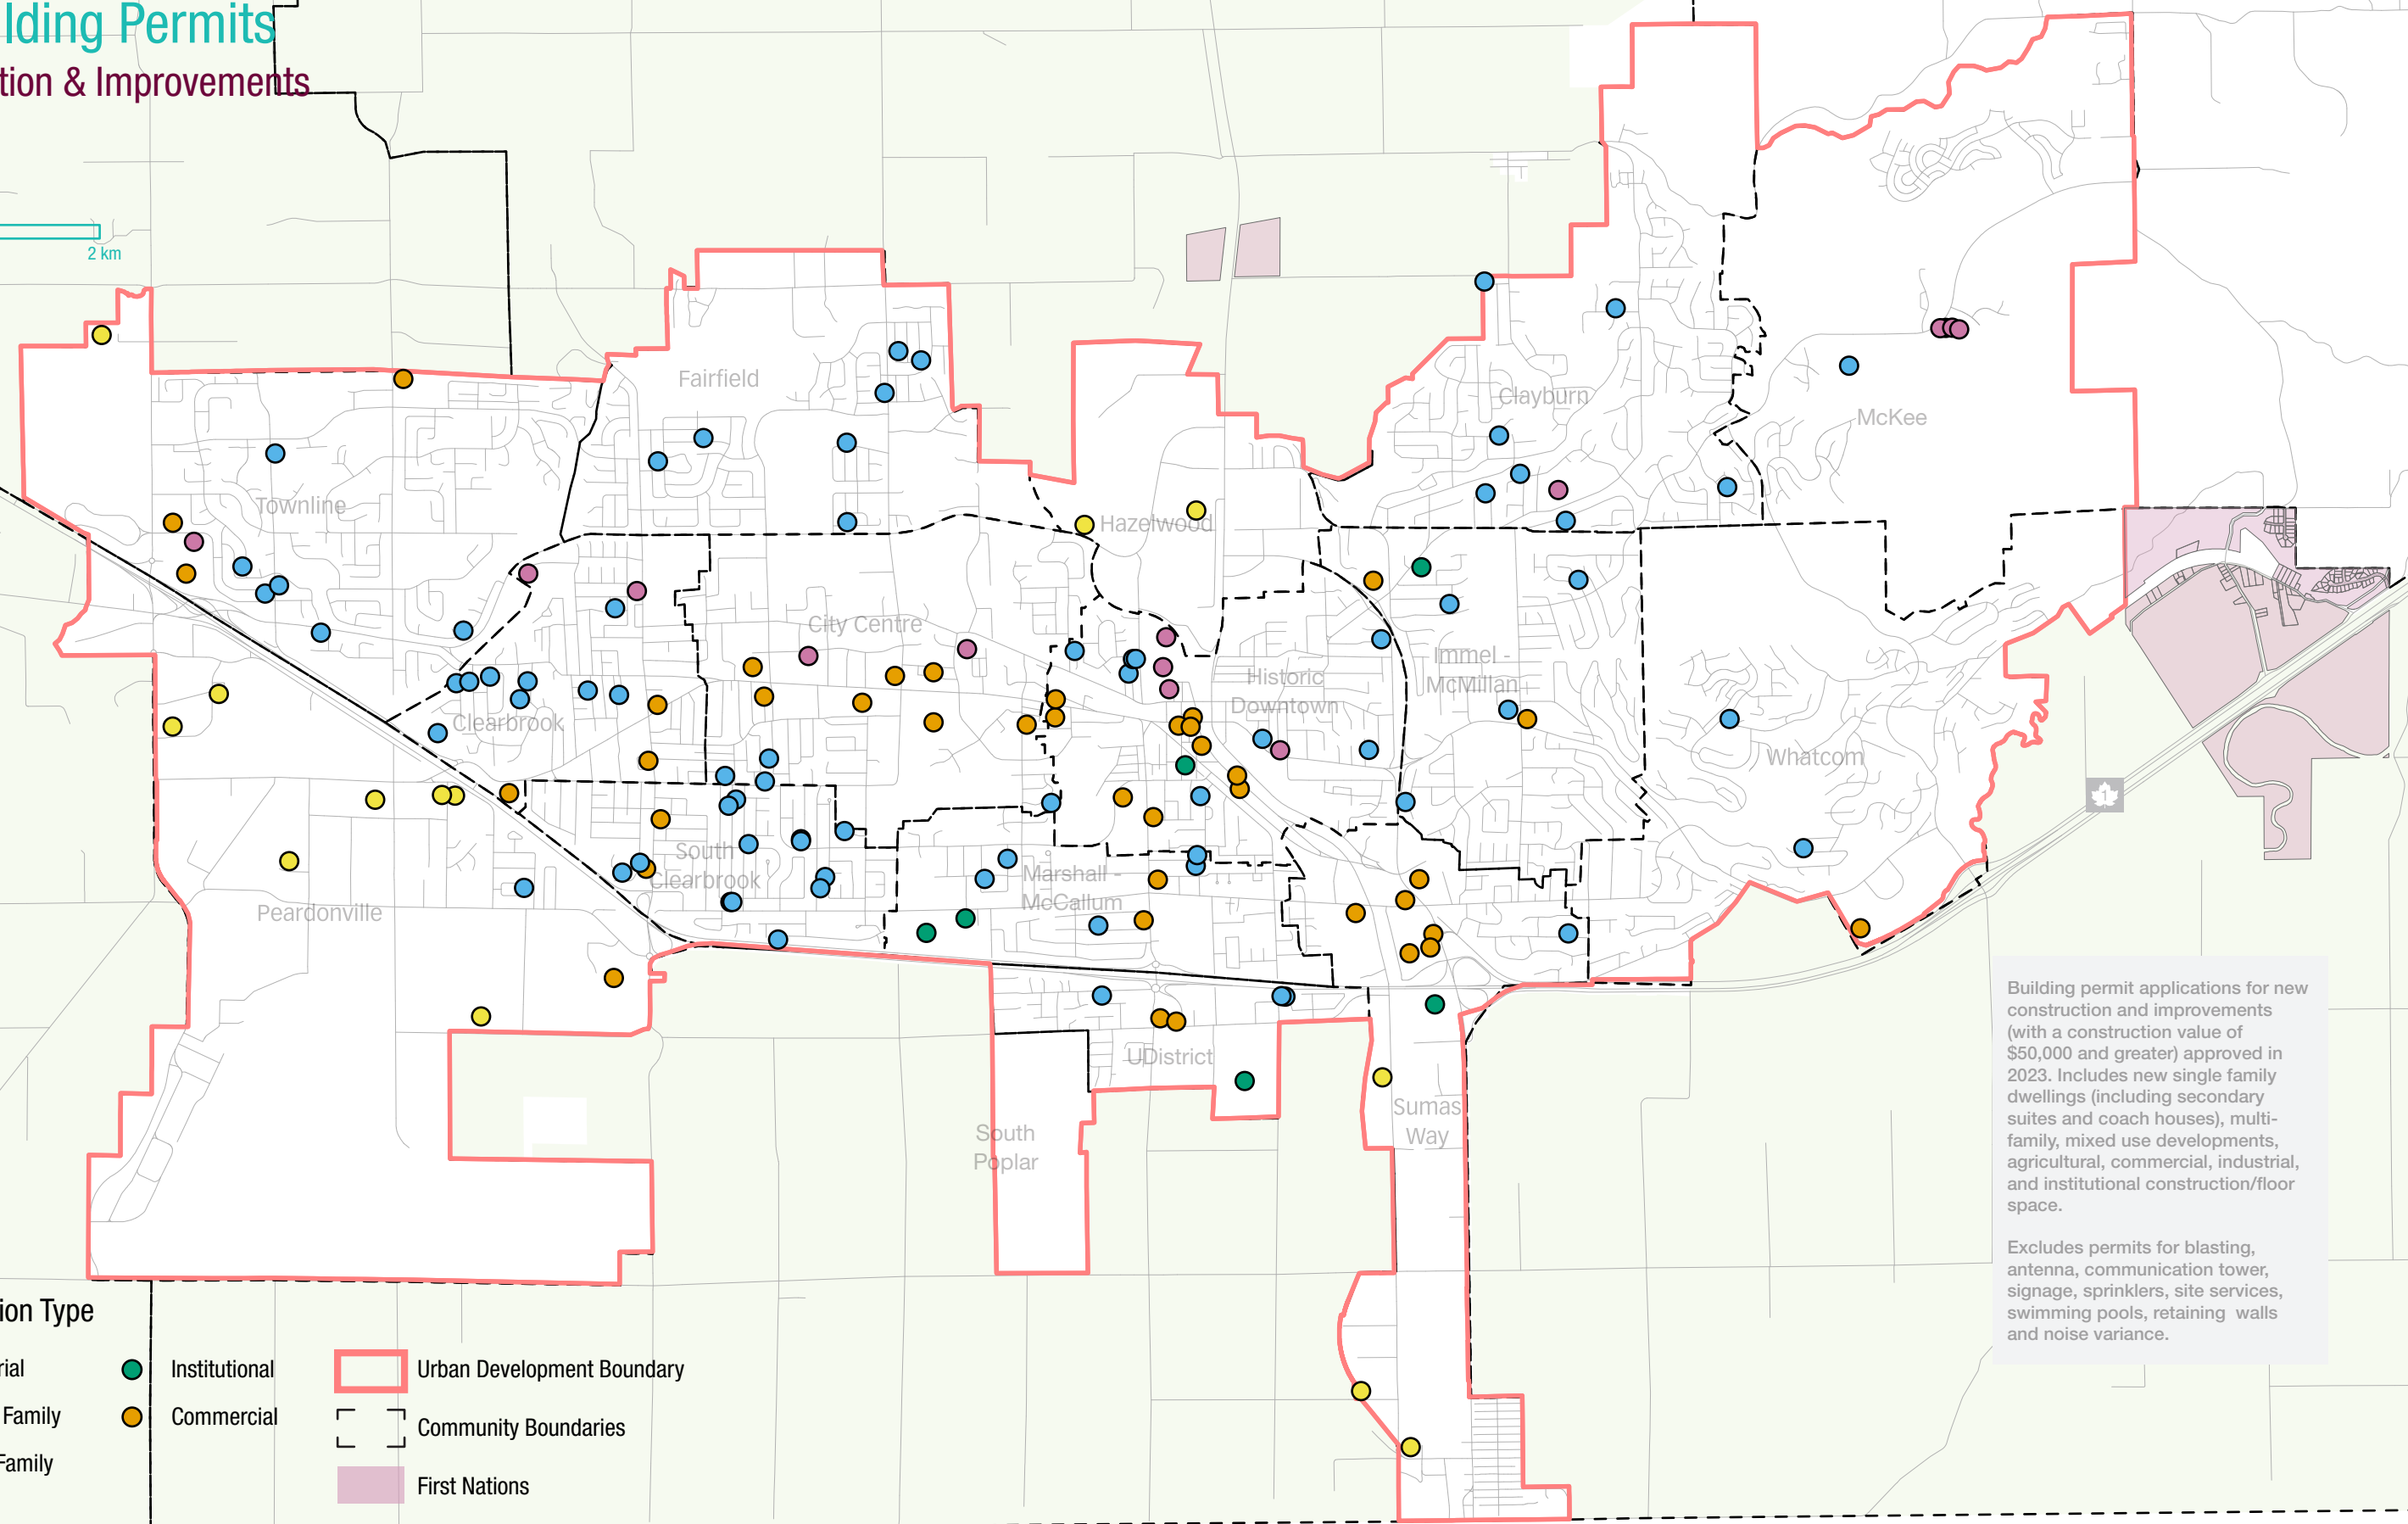 lding Permits
tion & Improvements
2 km
Fairfield
Clayburn
McKee
Townline
Hazelwood
City Centre
Immel -
McMillan
Historic
Downtown
Clearbrook
Whatcom
1
South
Clearbrook
Marshall -
McCallum
Peardonville
UDistrict
Sumas
Way
South
Poplar
Building permit applications for new
construction and improvements
(with a construction value of
$50,000 and greater) approved in
2023. Includes new single family
dwellings (including secondary
suites and coach houses), multi-
family, mixed use developments,
agricultural, commercial, industrial,
and institutional construction/floor
space.
Excludes permits for blasting,
antenna, communication tower,
signage, sprinklers, site services,
swimming pools, retaining walls
and noise variance.
ion Type
rial
Family
Family
Institutional
Commercial
Urban Development Boundary
Community Boundaries
First Nations